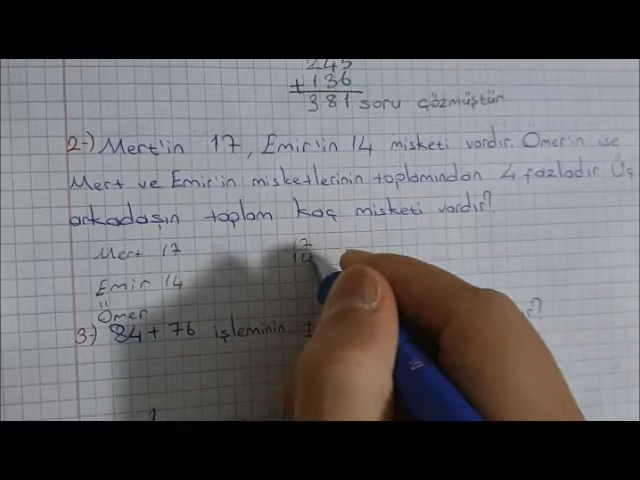 245
+136
381 soru çözmüştür
2-) Mert'in 17, Emir'in 14 misketi vardır. Ömer'in ise
Mert ve Emir'in misketlerinin toplamından 4 fazladır. Üç
arkadaşın toplam kaç misketi vardır?
Mert 17
17
14
Emir 14
Ömer
3-) 84+76 işleminin